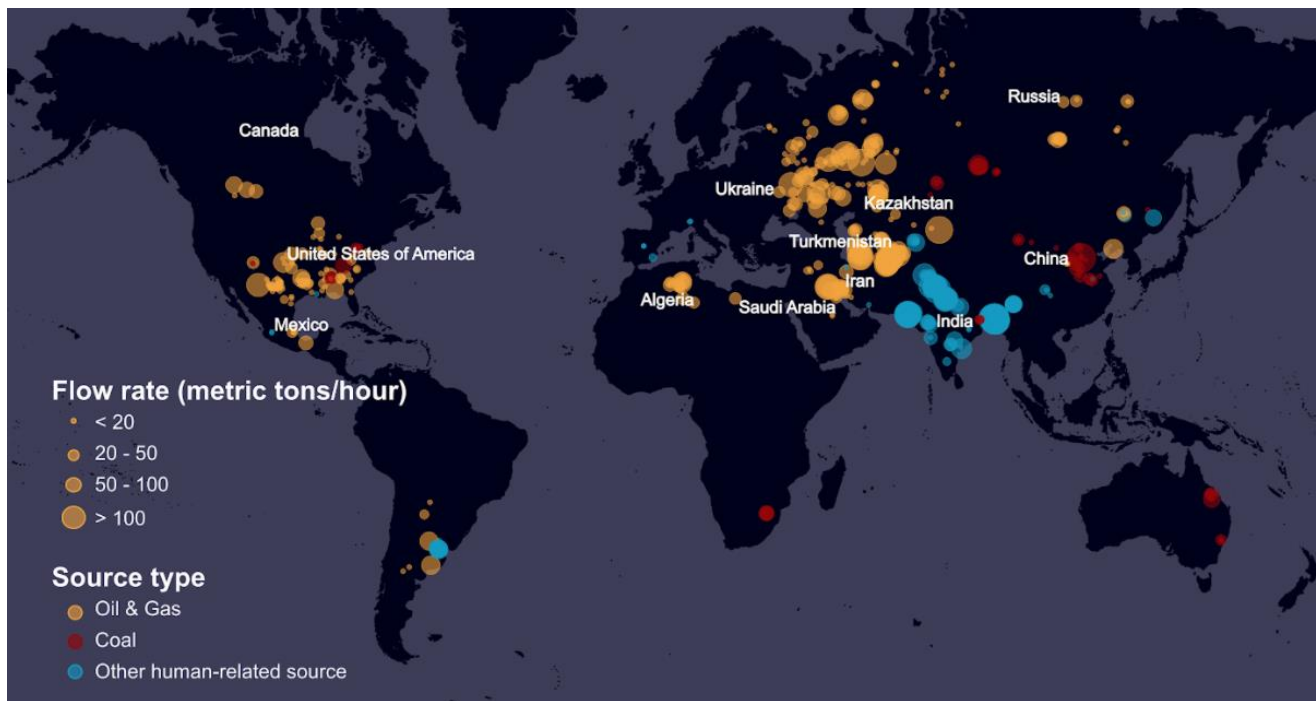 Russia
Canada
Ukraine
Kazakhstan
Turkmenistan
United States of America
China
Iran
Algeria
Saudi Arabia
Mexico
India
Flow rate (metric tons/hour)
< 20
20 - 50
50 - 100
> 100
Source type
Oil & Gas
Coal
Other human-related source